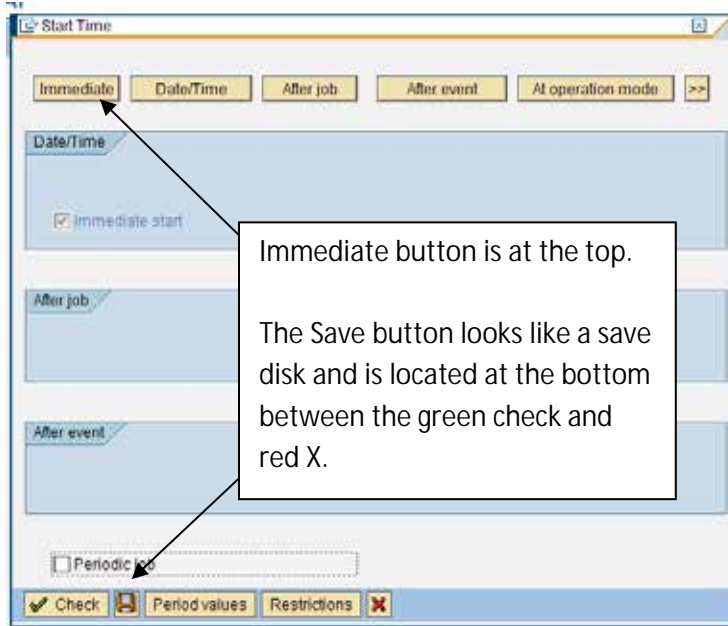 Start Time
Immediate Date/Time After job After event At operation mode >>
Date/Time
Immediate start
Immediate button is at the top.
The Save button looks like a save
disk and is located at the bottom
between the green check and
red X.
After job
After event
Periodic job
Check Period values Restrictions